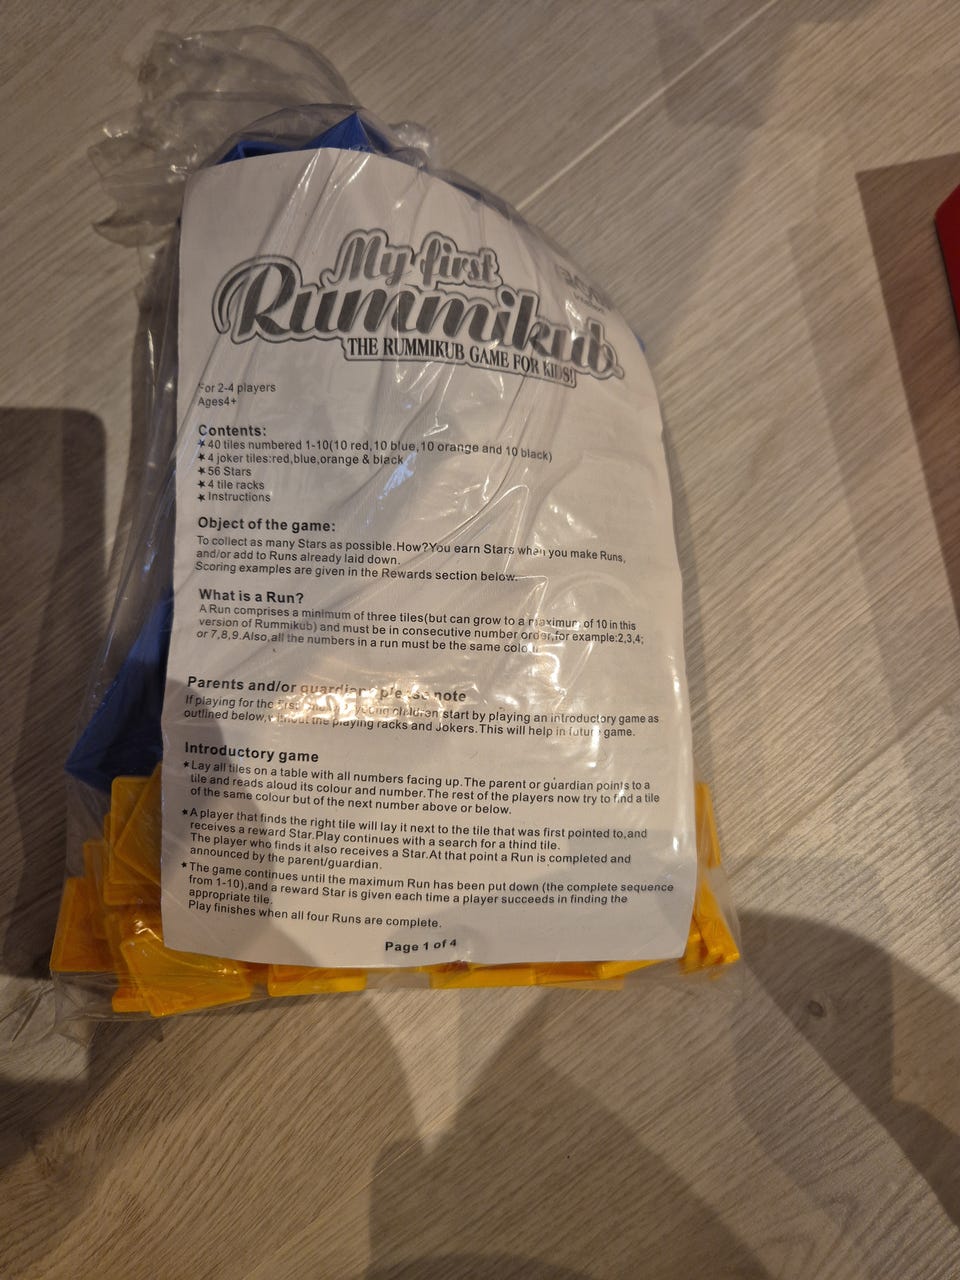 My first
Rummikub
THE RUMMIKUB GAME FOR KIDS!
For 2-4 players
Ages4+
Contents:
★40 tiles numbered 1-10(10 red,10 blue,10 orange and 10 black)
★4 joker tiles:red,blue,orange & black
★56 Stars
★4 tile racks
★Instructions
Object of the game:
To collect as many Stars as possible.How?You earn Stars when you make Runs,
and/or add to Runs already laid down.
Scoring examples are given in the Rewards section below.
What is a Run?
A Run comprises a minimum of three tiles(but can grow to a maximum of 10 in this
version of Rummikub) and must be in consecutive number order,for example:2,3,4;
or 7,8,9.Also,all the numbers in a run must be the same colour
Parents and/or guardians please note
If playing for the first young children start by playing an introductory game as
outlined below,without the playing racks and Jokers.This will help in future game.
Introductory game
★Lay all tiles on a table with all numbers facing up.The parent or guardian points to a
tile and reads aloud its colour and number.The rest of the players now try to find a tile
of the same colour but of the next number above or below.
★A player that finds the right tile will lay it next to the tile that was first pointed to,and
receives a reward Star.Play continues with a search for a thind tile.
The player who finds it also receives a Star.At that point a Run is completed and
announced by the parent/guardian.
★The game continues until the maximum Run has been put down (the complete sequence
from 1-10),and a reward Star is given each time a player succeeds in finding the
appropriate tile.
Play finishes when all four Runs are complete.
Page 1 of 4